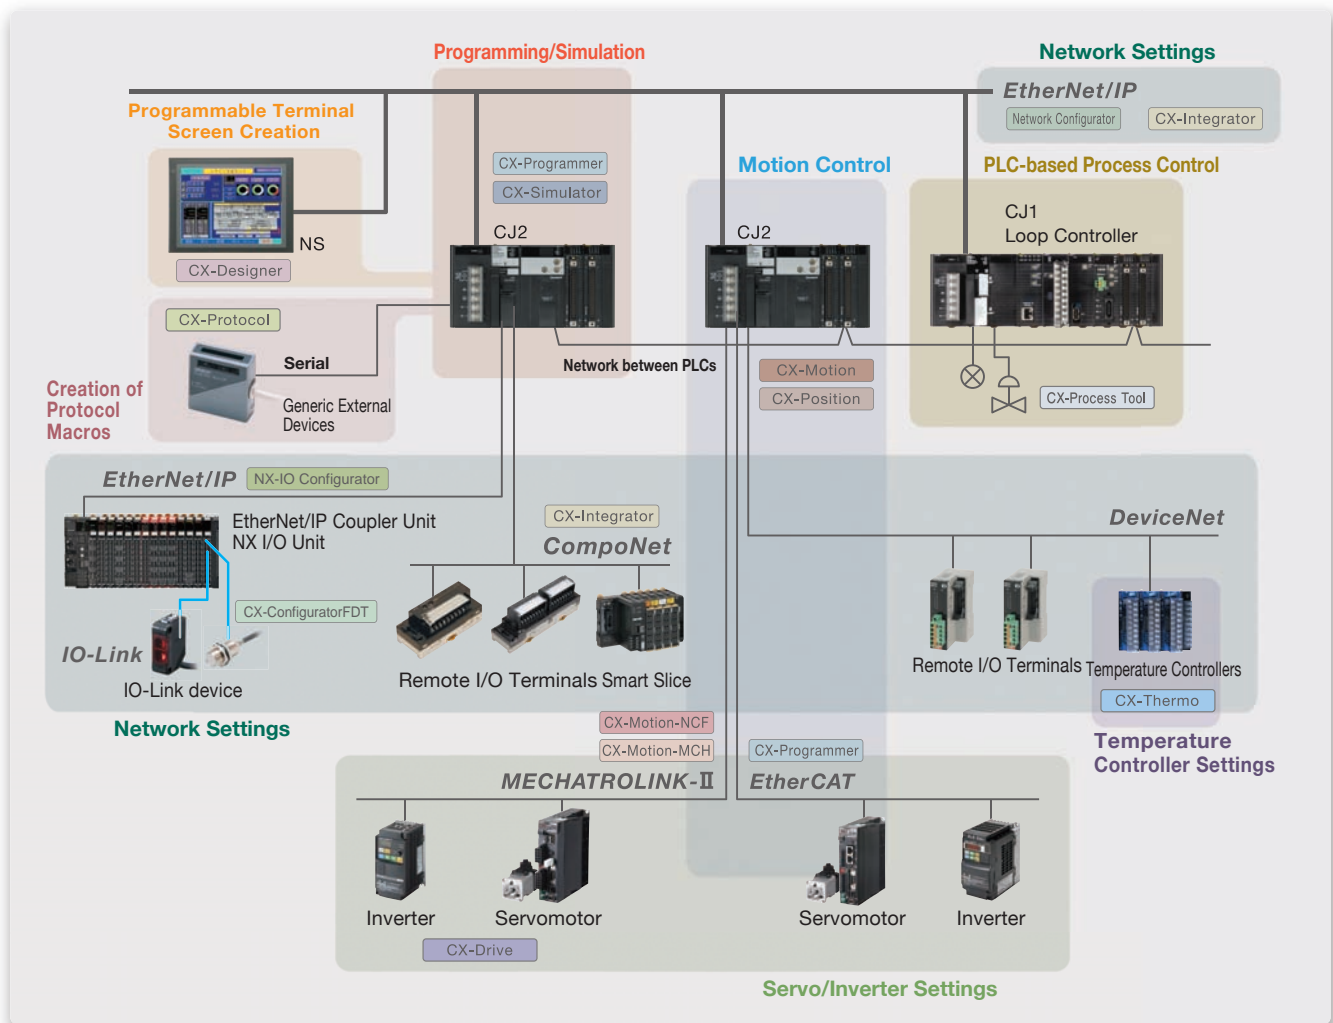 Programming/Simulation
Network Settings
EtherNet/IP
Network Configurator
CX-Integrator
Programmable Terminal
Screen Creation
CX-Programmer
CX-Simulator
Motion Control
PLC-based Process Control
NS
CX-Designer
CJ2
CJ2
CJ1
Loop Controller
CX-Protocol
Serial
Generic External
Devices
Creation of
Protocol
Macros
Network between PLCs
CX-Motion
CX-Position
CX-Process Tool
EtherNet/IP
NX-IO Configurator
EtherNet/IP Coupler Unit
NX I/O Unit
CX-Integrator
CompoNet
DeviceNet
CX-ConfiguratorFDT
IO-Link
IO-Link device
Remote I/O Terminals
Smart Slice
Remote I/O Terminals
Temperature Controllers
CX-Thermo
Network Settings
CX-Motion-NCF
CX-Motion-MCH
CX-Programmer
Temperature
Controller Settings
MECHATROLINK-II
EtherCAT
Inverter
Servomotor
Servomotor
Inverter
CX-Drive
Servo/Inverter Settings